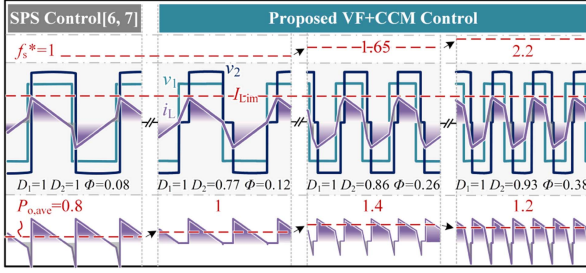 SPS Control[6, 7]
Proposed VF+CCM Control
fs*=1
1.65
2.2
v1
v2
ILim
iL
D1=1 D2=1 Φ=0.08
D1=1 D2=0.77 Φ=0.12
D1=1 D2=0.86 Φ=0.26
D1=1 D2=0.93 Φ=0.38
Po,ave=0.8
1
1.4
1.2